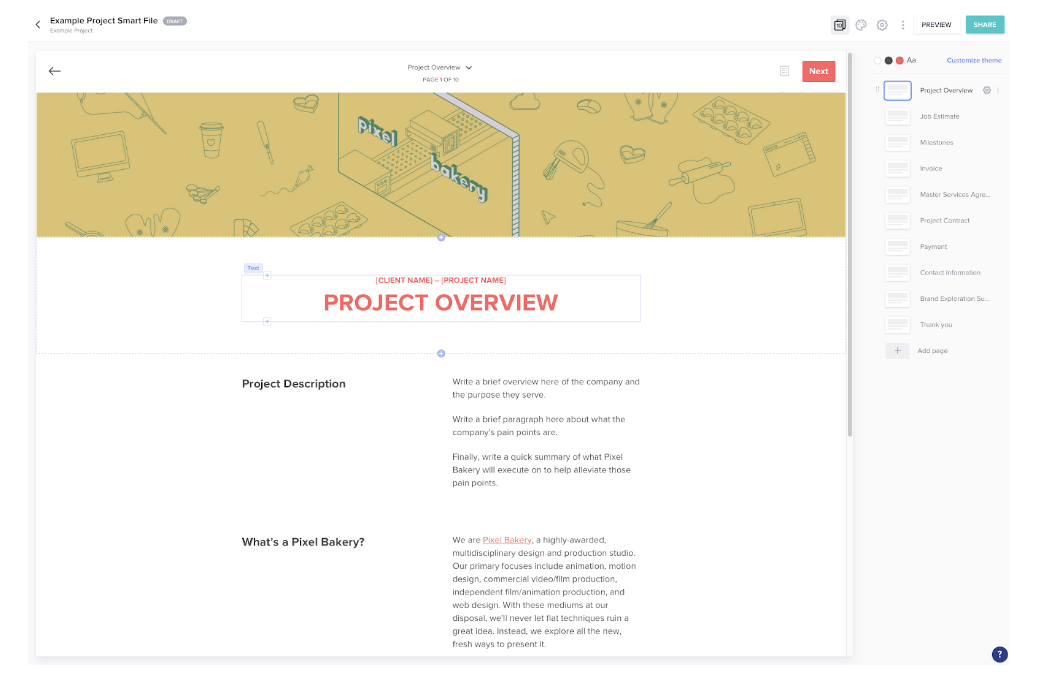 Example Project Smart File DRAFT
Example Project
PREVIEW
SHARE
Project Overview
PAGE 1 OF 10
Next
Aa
Customize theme
pixel
bakery
Text
[CLIENT NAME] – [PROJECT NAME]
PROJECT OVERVIEW
Project Description
Write a brief overview here of the company and
the purpose they serve.
Write a brief paragraph here about what the
company's pain points are.
Finally, write a quick summary of what Pixel
Bakery will execute on to help alleviate those
pain points.
What's a Pixel Bakery?
We are Pixel Bakery, a highly-awarded,
multidisciplinary design and production studio.
Our primary focuses include animation, motion
design, commercial video/film production,
independent film/animation production, and
web design. With these mediums at our
disposal, we'll never let flat techniques ruin a
great idea. Instead, we explore all the new,
fresh ways to present it.
Project Overview
Job Estimate
Milestones
Invoice
Master Services Agre...
Project Contract
Payment
Contact Information
Brand Exploration Su...
Thank you
Add page
?